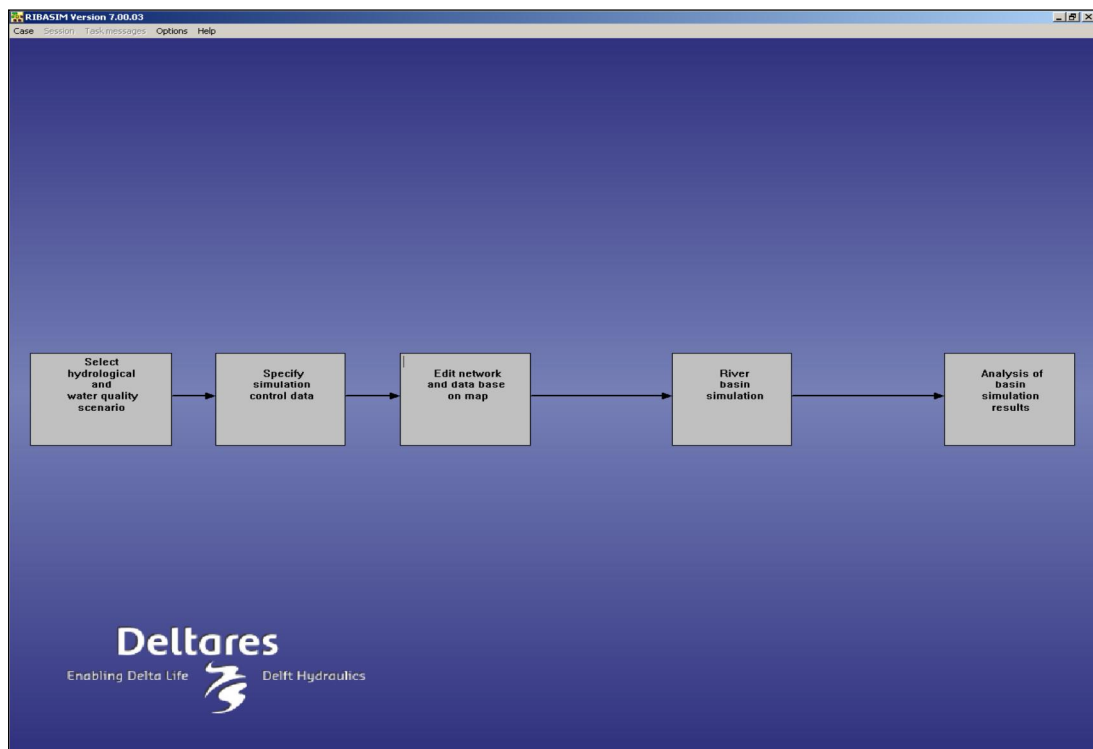 RIBASIM Version 7.00.03
Case Session Task messages Options Help
Select
hydrological
and
water quality
scenario
Specify
simulation
control data
Edit network
and data base
on map
River
basin
simulation
Analysis of
basin
simulation
results
Deltares
Enabling Delta Life Delft Hydraulics